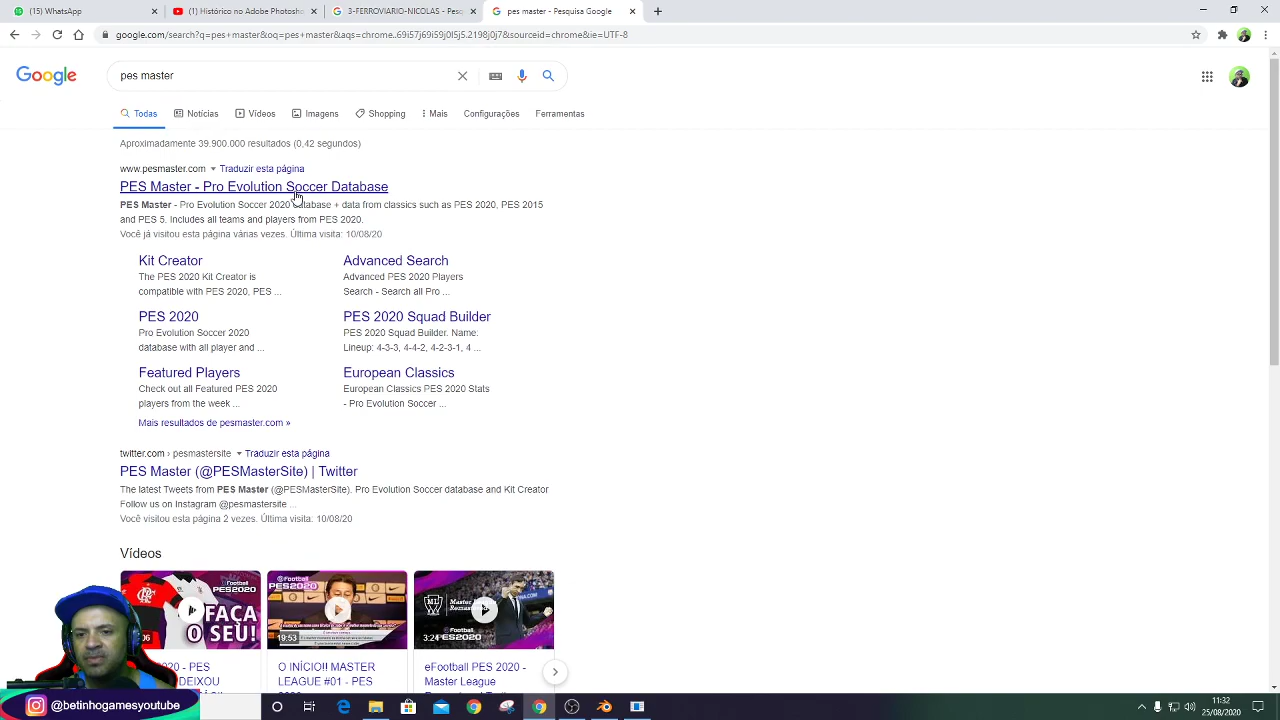 (15) WhatsApp
(1) Histórico no Adobe Photosh
3-FERROVIARIO-NICOLAS - Pesq
pes master - Pesquisa Google
google.com/search?q=pes+master&oq=pes+master&aqs=chrome..69i57j69i59j0l5j5.2198j0j7&sourceid=chrome&ie=UTF-8
Google
pes master
Todas
Notícias
Vídeos
Imagens
Shopping
Mais
Configurações
Ferramentas
Aproximadamente 39.900.000 resultados (0,42 segundos)
www.pesmaster.com ▾ Traduzir esta página
PES Master - Pro Evolution Soccer Database
PES Master - Pro Evolution Soccer 2020 database + data from classics such as PES 2020, PES 2015
and PES 5. Includes all teams and players from PES 2020.
Você já visitou esta página várias vezes. Última visita: 10/08/20
Kit Creator
The PES 2020 Kit Creator is
compatible with PES 2020, PES ...
Advanced Search
Advanced PES 2020 Players
Search - Search all Pro ...
PES 2020
Pro Evolution Soccer 2020
database with all player and ...
PES 2020 Squad Builder
PES 2020 Squad Builder. Name:
Lineup: 4-3-3, 4-4-2, 4-2-3-1, 4 ...
Featured Players
Check out all Featured PES 2020
players from the week ...
European Classics
European Classics PES 2020 Stats
- Pro Evolution Soccer ...
Mais resultados de pesmaster.com »
twitter.com › pesmastersite ▾ Traduzir esta página
PES Master (@PESMasterSite) | Twitter
The latest Tweets from PES Master (@PESMasterSite). Pro Evolution Soccer database and Kit Creator
Follow us on Instagram @pesmastersite ...
Você visitou esta página 2 vezes. Última visita: 10/08/20
Vídeos
PES2020
FAÇA
O SEU!
PES2020
19:53
3:24
PES2020
2020 - PES
DEIXOU
O INÍCIO!! MASTER
LEAGUE #01 - PES
eFootball PES 2020 -
Master League
@betinhogamesyoutube
11:32
25/08/2020